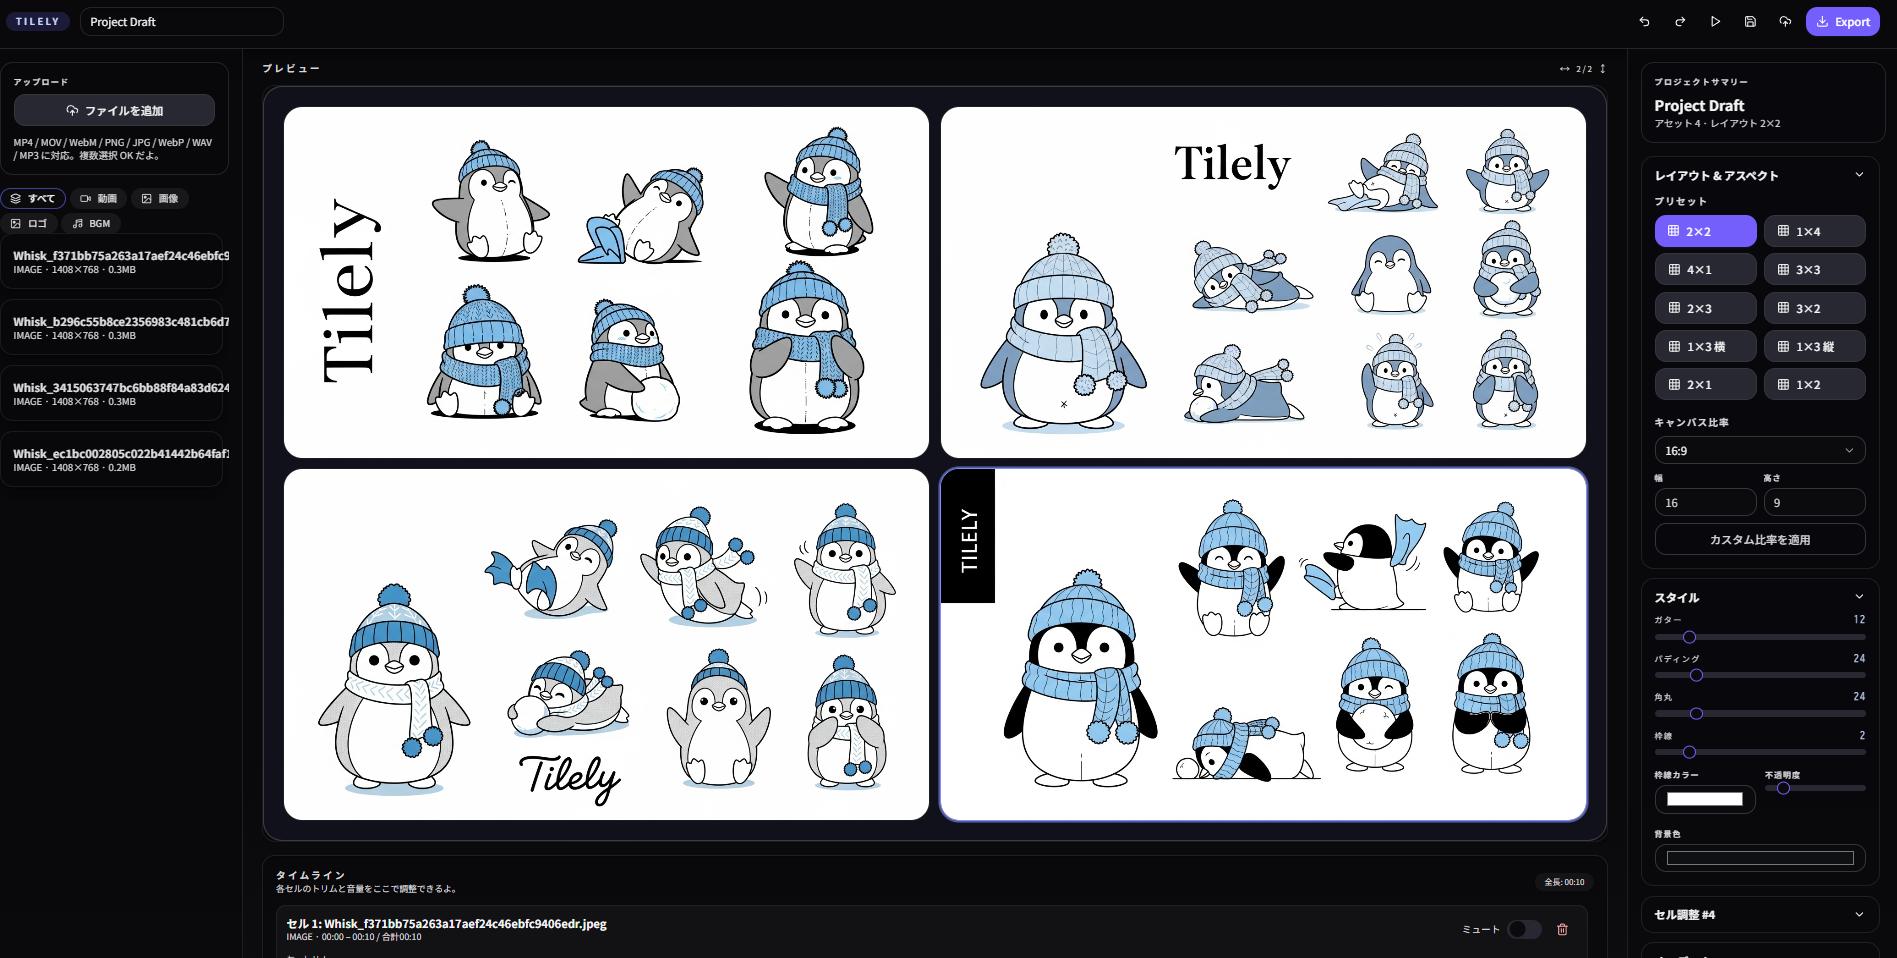 TILELY
Project Draft
Export
アップロード
ファイルを追加
MP4 / MOV / WebM / PNG / JPG / WebP / WAV
/ MP3 に対応。複数選択 OK だよ。
すべて
動画
画像
ロゴ
BGM
Whisk_f371bb75a263a17aef24c46ebfc9
IMAGE・1408×768・0.3MB
Whisk_b296c55b8ce2356983c481cb6d7
IMAGE・1408×768・0.3MB
Whisk_3415063747bc6bb88f84a83d624
IMAGE・1408×768・0.3MB
Whisk_ec1bc002805c022b41442b64faf1
IMAGE・1408×768・0.2MB
プレビュー
2/2
Tilely
Tilely
Tilely
TILELY
タイムライン
各セルのトリムと音量をここで調整できるよ。
全長: 00:10
セル 1: Whisk_f371bb75a263a17aef24c46ebfc9406edr.jpeg
IMAGE・00:00 – 00:10 / 合計00:10
ミュート
プロジェクトサマリー
Project Draft
アセット 4・レイアウト 2×2
レイアウト & アスペクト
プリセット
2×2
1×4
4×1
3×3
2×3
3×2
1×3 横
1×3 縦
2×1
1×2
キャンバス比率
16:9
幅
高さ
16
9
カスタム比率を適用
スタイル
ガター
12
パディング
24
角丸
24
枠線
2
枠線カラー
不透明度
背景色
セル調整 #4